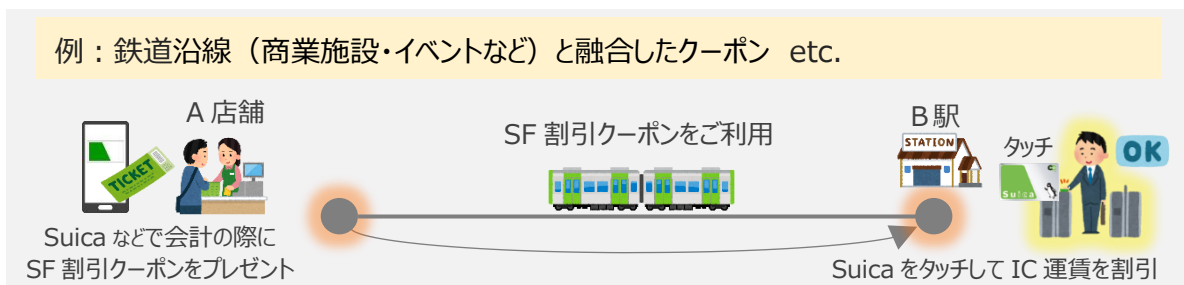 例：鉄道沿線（商業施設・イベントなど）と融合したクーポン etc.
A 店舗
TICKET
Suica などで会計の際に
SF 割引クーポンをプレゼント
SF 割引クーポンをご利用
B 駅
STATION
タッチ
Suica
OK
Suica をタッチして IC 運賃を割引